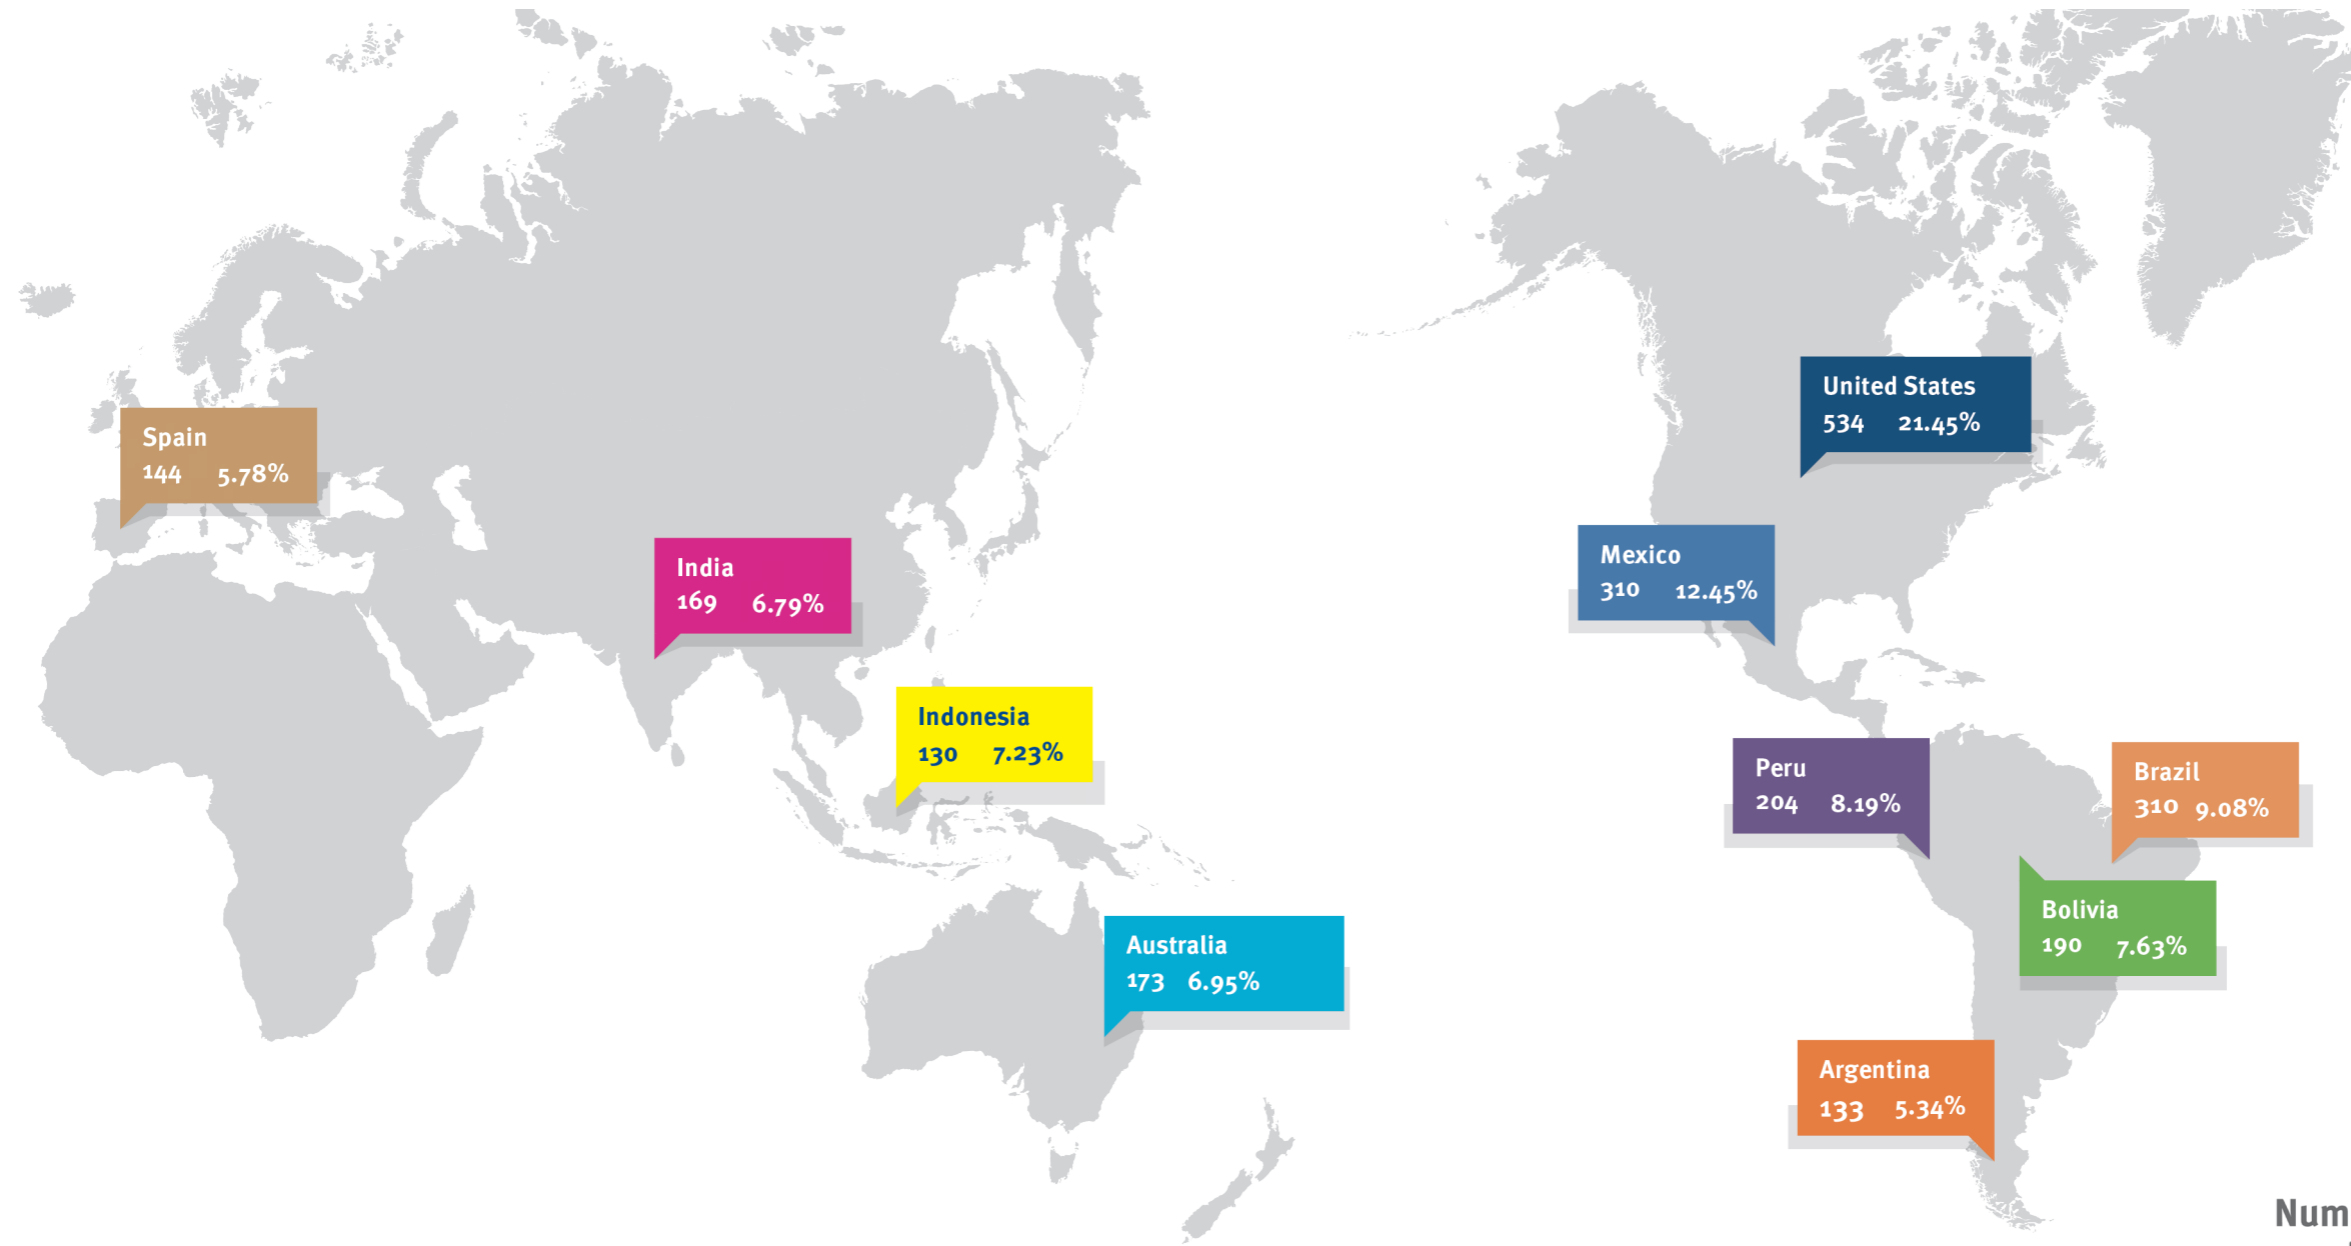 United States
534 21.45%
Spain
144 5.78%
Mexico
310 12.45%
India
169 6.79%
Indonesia
130 7.23%
Peru
204 8.19%
Brazil
310 9.08%
Bolivia
190 7.63%
Australia
173 6.95%
Argentina
133 5.34%
Num